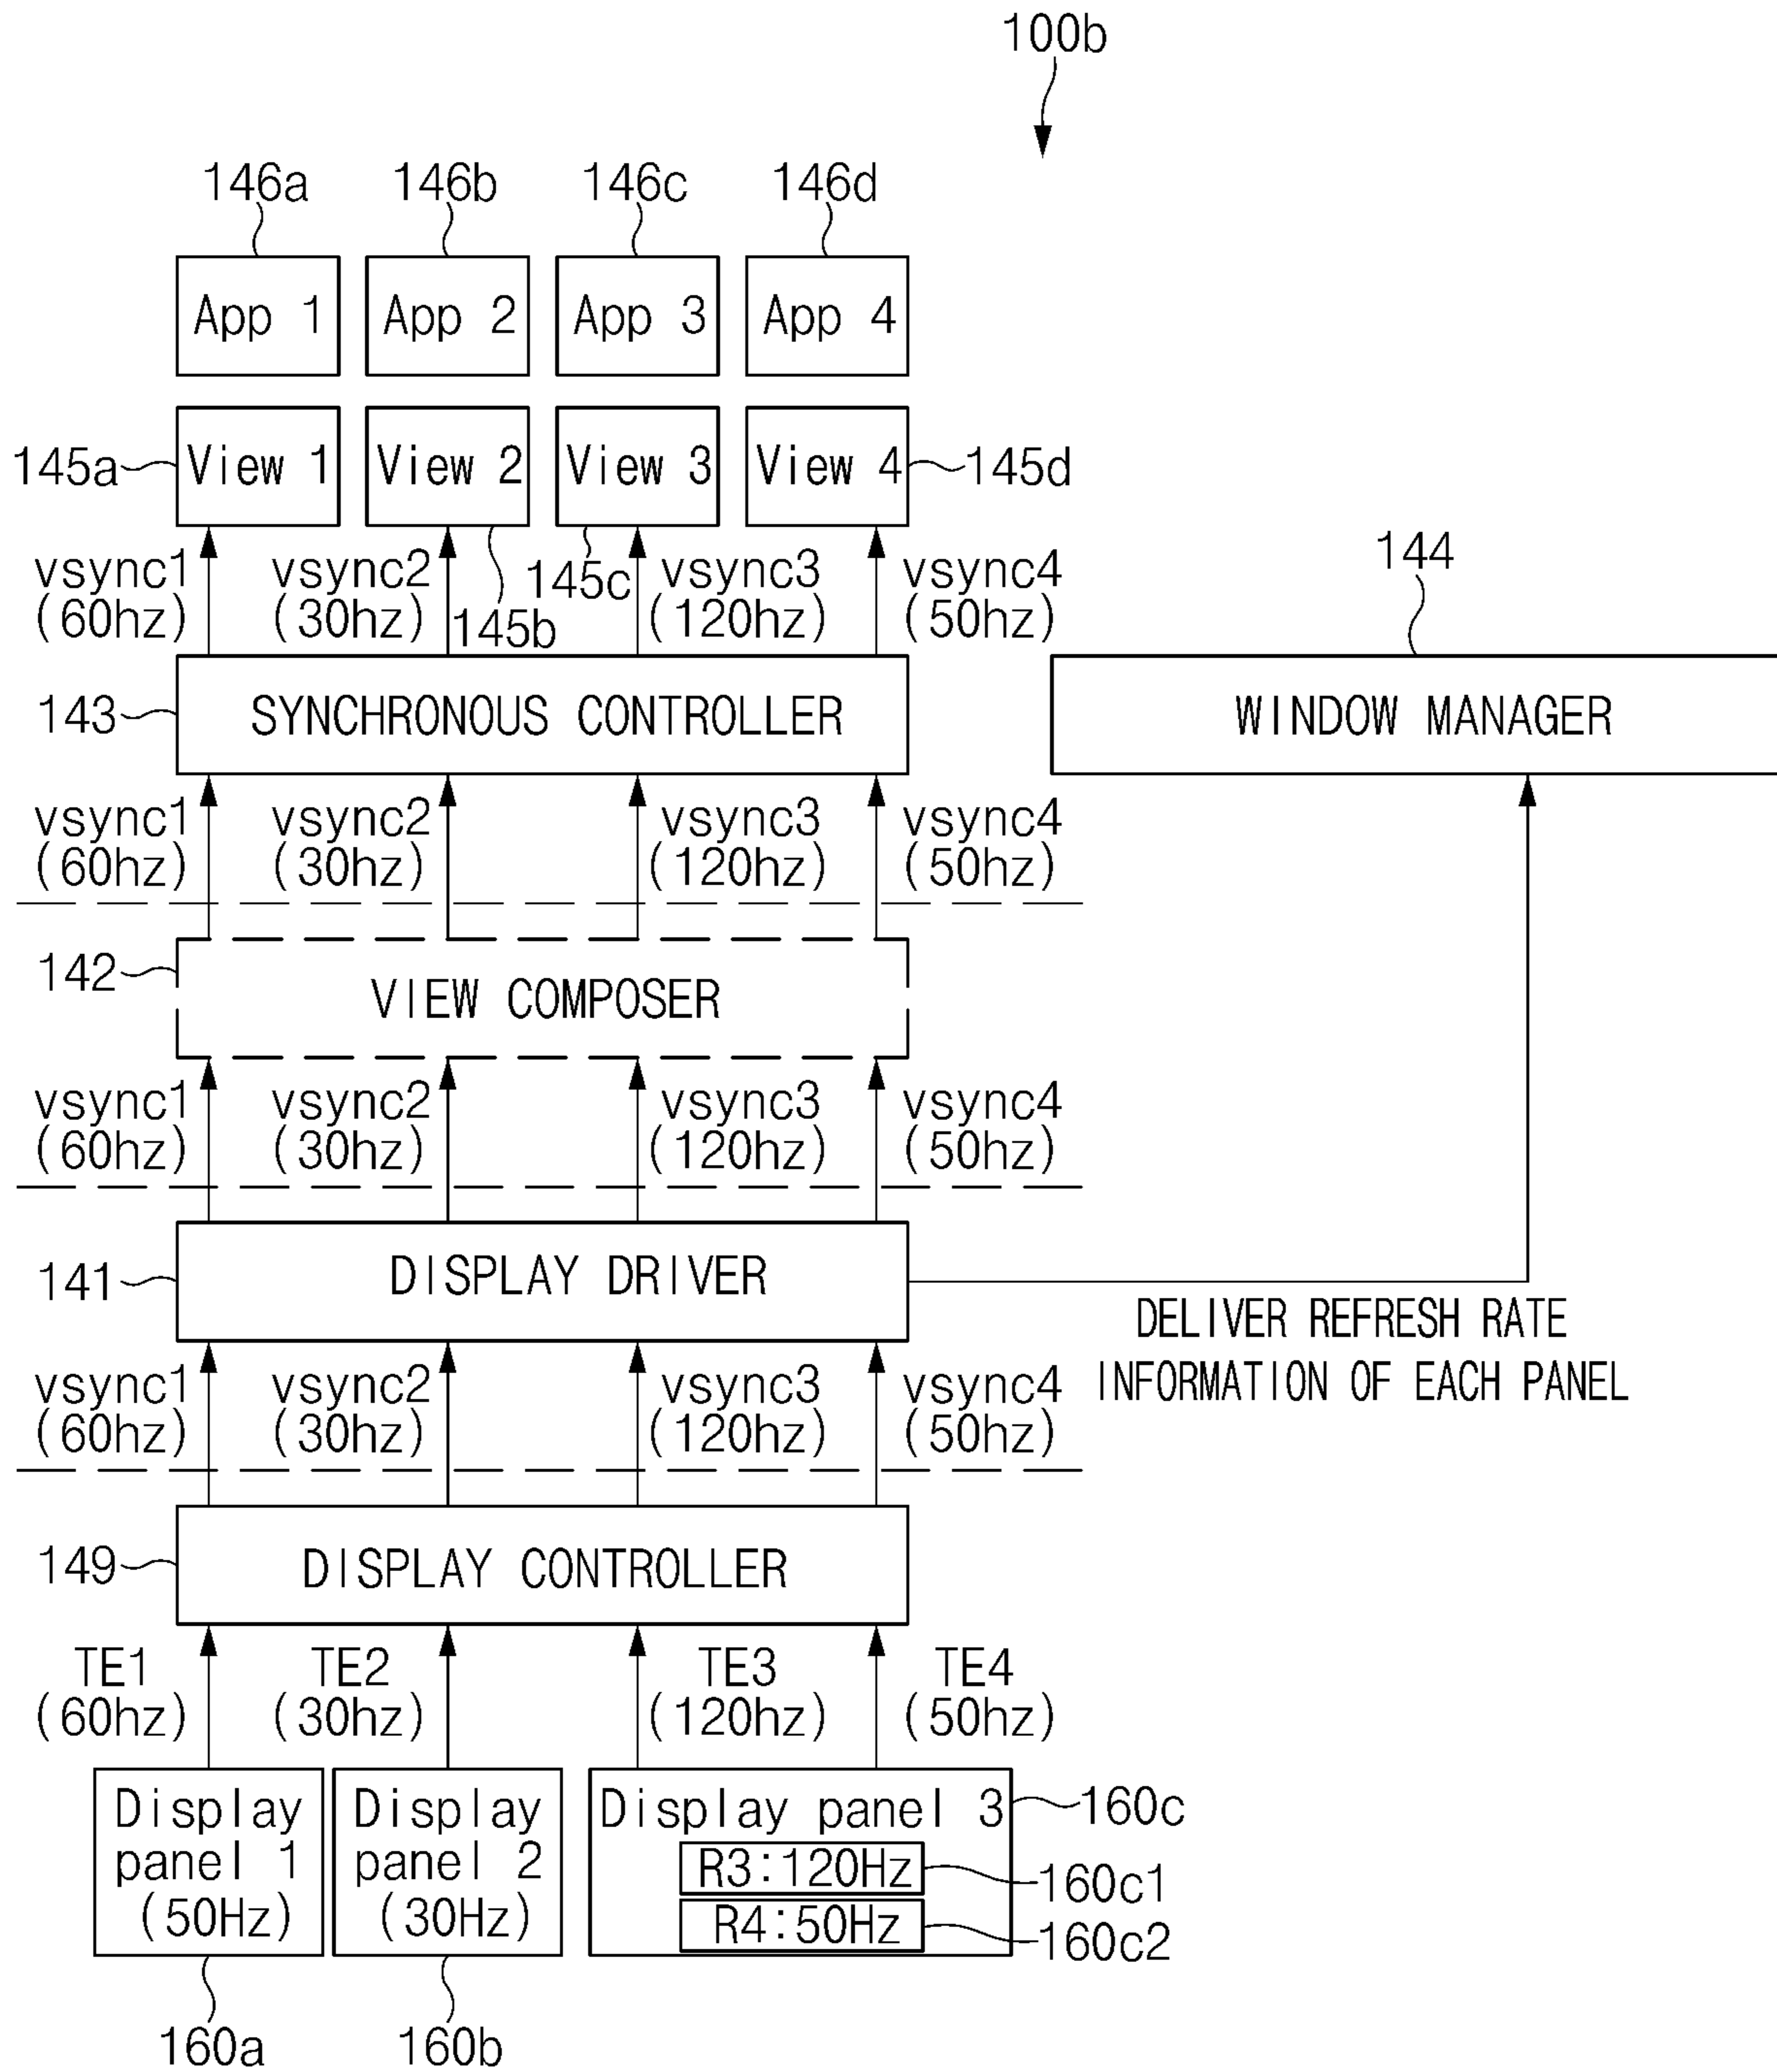 100b
146a 146b 146c 146d
App 1 App 2 App 3 App 4
145a View 1 View 2 View 3 View 4 145d
vsync1 vsync2 145c vsync3 vsync4 144
(60hz) (30hz) 145b (120hz) (50hz)
143 SYNCHRONOUS CONTROLLER WINDOW MANAGER
vsync1 vsync2 vsync3 vsync4
(60hz) (30hz) (120hz) (50hz)
142 VIEW COMPOSER
vsync1 vsync2 vsync3 vsync4
(60hz) (30hz) (120hz) (50hz)
141 DISPLAY DRIVER
DELIVER REFRESH RATE
INFORMATION OF EACH PANEL
vsync1 vsync2 vsync3 vsync4
(60hz) (30hz) (120hz) (50hz)
149 DISPLAY CONTROLLER
TE1 TE2 TE3 TE4
(60hz) (30hz) (120hz) (50hz)
Display Display Display panel 3 160c
panel 1 panel 2 R3:120Hz 160c1
(50Hz) (30Hz) R4:50Hz 160c2
160a 160b